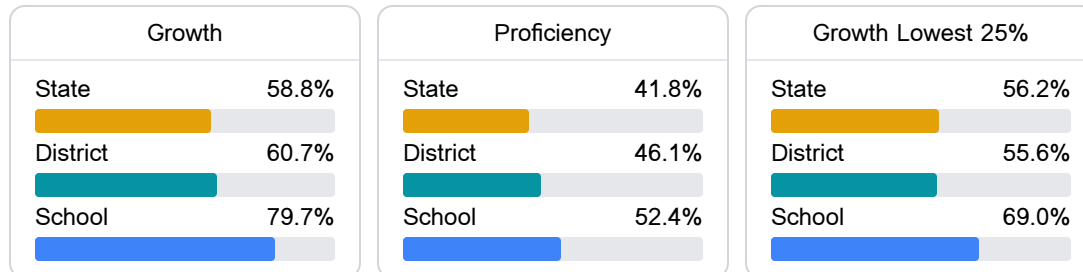 Growth
State 58.8%
District 60.7%
School 79.7%
Proficiency
State 41.8%
District 46.1%
School 52.4%
Growth Lowest 25%
State 56.2%
District 55.6%
School 69.0%